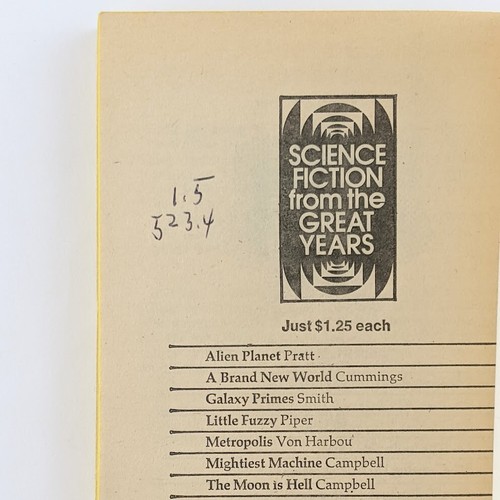 SCIENCE
FICTION
from the
GREAT
YEARS
1.5
523.4
Just $1.25 each
Alien Planet Pratt
A Brand New World Cummings
Galaxy Primes Smith
Little Fuzzy Piper
Metropolis Von Harbou
Mightiest Machine Campbell
The Moon is Hell Campbell